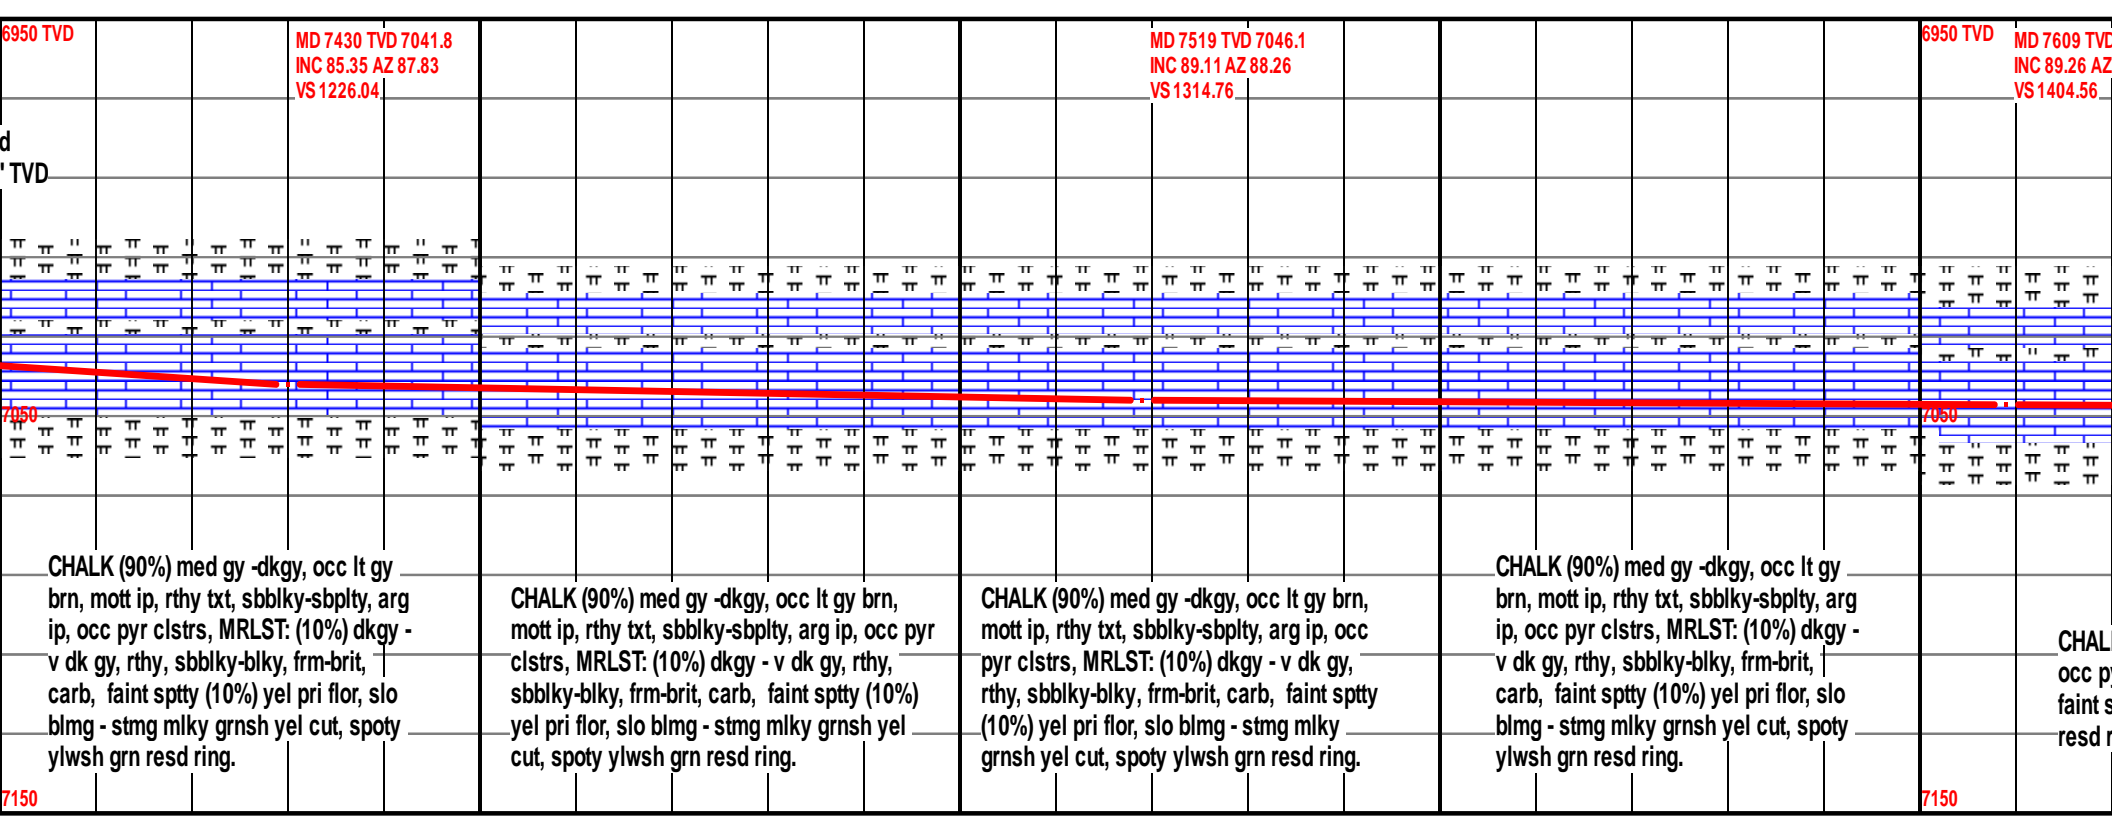 6950 TVD
MD 7430 TVD 7041.8
INC 85.35 AZ 87.83
VS 1226.04
MD 7519 TVD 7046.1
INC 89.11 AZ 88.26
VS 1314.76
6950 TVD
MD 7609 TVD
INC 89.26 AZ
VS 1404.56
d
' TVD
7050
7050
CHALK (90%) med gy -dkgy, occ lt gy
brn, mott ip, rthy txt, sbblky-sbplty, arg
ip, occ pyr clstrs, MRLST: (10%) dkgy -
v dk gy, rthy, sbblky-blky, frm-brit,
carb, faint sptty (10%) yel pri flor, slo
blmg - stmg mlky grnsh yel cut, spoty
ylwsh grn resd ring.
CHALK (90%) med gy -dkgy, occ lt gy brn,
mott ip, rthy txt, sbblky-sbplty, arg ip, occ pyr
clstrs, MRLST: (10%) dkgy - v dk gy, rthy,
sbblky-blky, frm-brit, carb, faint sptty (10%)
yel pri flor, slo blmg - stmg mlky grnsh yel
cut, spoty ylwsh grn resd ring.
CHALK (90%) med gy -dkgy, occ lt gy brn,
mott ip, rthy txt, sbblky-sbplty, arg ip, occ
pyr clstrs, MRLST: (10%) dkgy - v dk gy,
rthy, sbblky-blky, frm-brit, carb, faint sptty
(10%) yel pri flor, slo blmg - stmg mlky
grnsh yel cut, spoty ylwsh grn resd ring.
CHALK (90%) med gy -dkgy, occ lt gy
brn, mott ip, rthy txt, sbblky-sbplty, arg
ip, occ pyr clstrs, MRLST: (10%) dkgy -
v dk gy, rthy, sbblky-blky, frm-brit,
carb, faint sptty (10%) yel pri flor, slo
blmg - stmg mlky grnsh yel cut, spoty
ylwsh grn resd ring.
CHAL
occ p
faint s
resd r
7150
7150